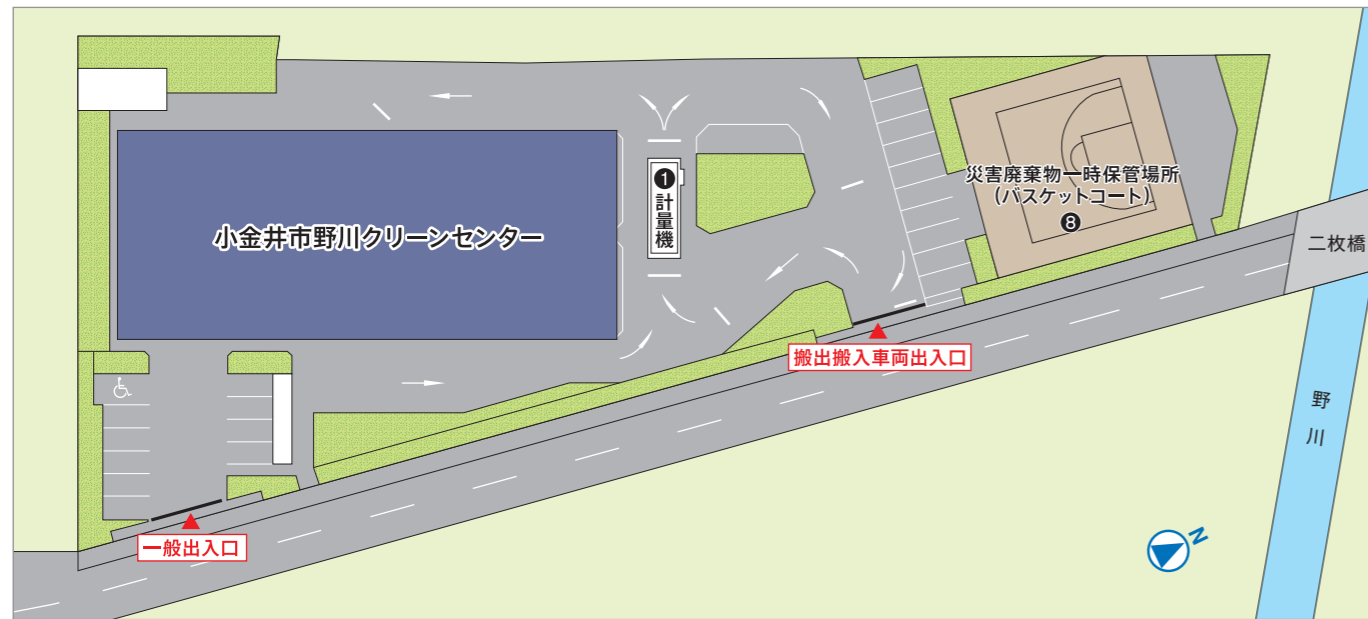 ❶計量機
災害廃棄物一時保管場所
(バスケットコート)
❽
小金井市野川クリーンセンター
二枚橋
搬出搬入車両出入口
野川
一般出入口
N